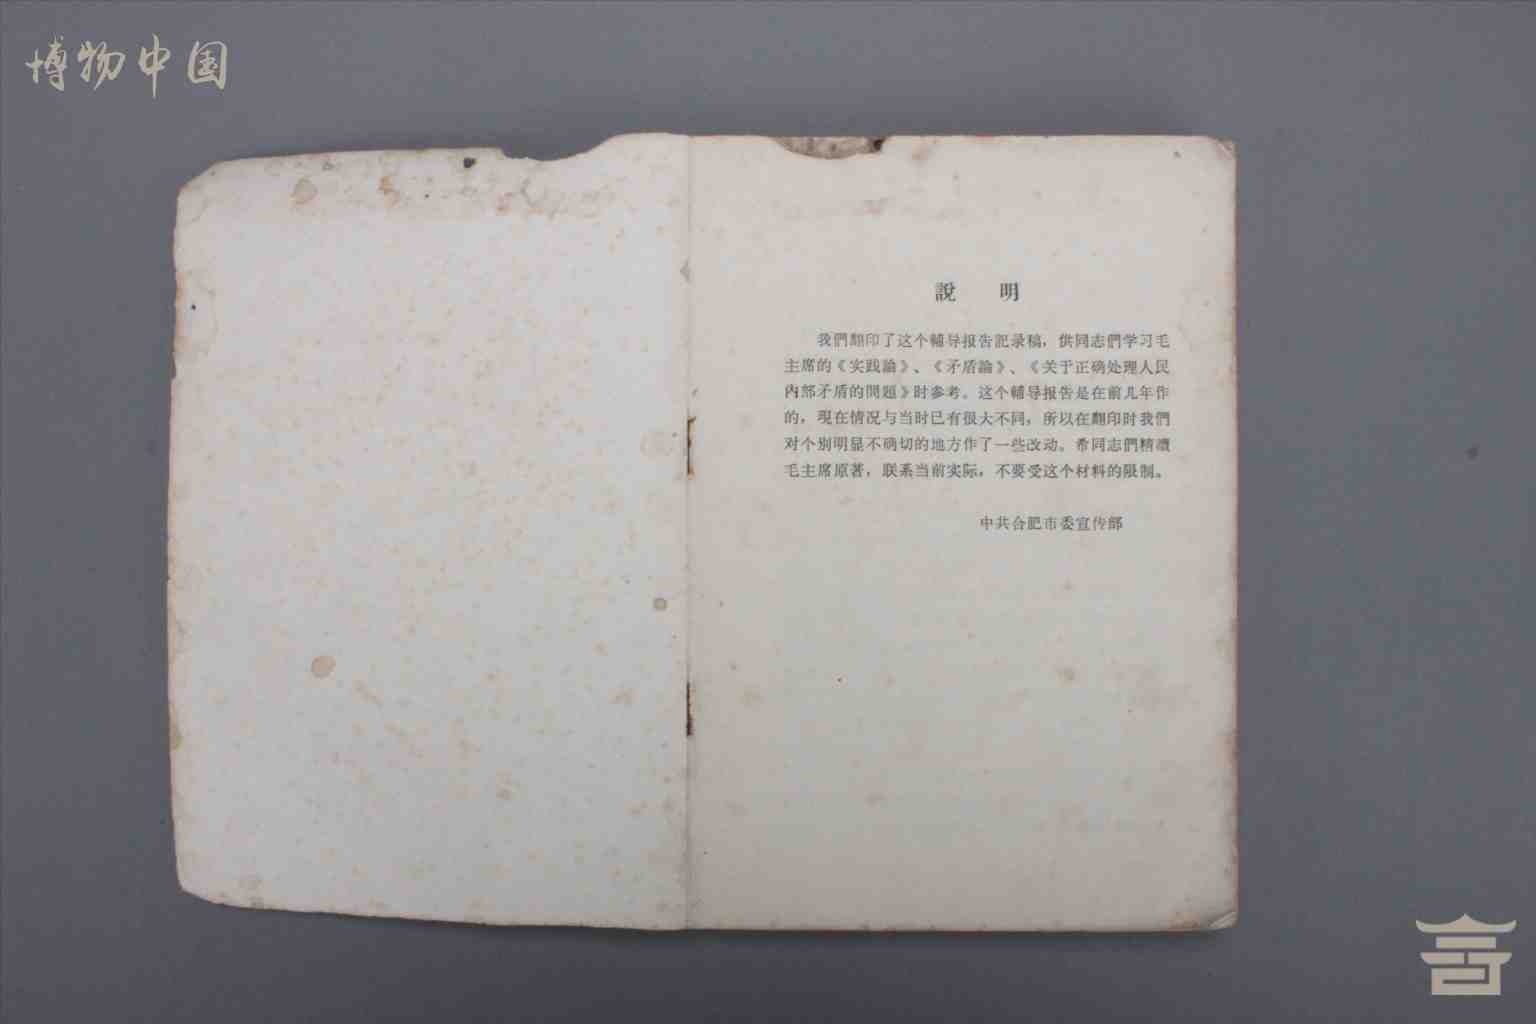 博物中国
說 明
我們翻印了这个輔导报告記录稿，供同志們学习毛
主席的《实践論》、《矛盾論》、《关于正确处理人民
內部矛盾的問題》时参考。这个輔导报告是在前几年作
的，現在情况与当时已有很大不同，所以在翻印时我們
对个別明显不确切的地方作了一些改动。希同志們精讀
毛主席原著，联系当前实际，不要受这个材料的限制。
中共合肥市委宣传部